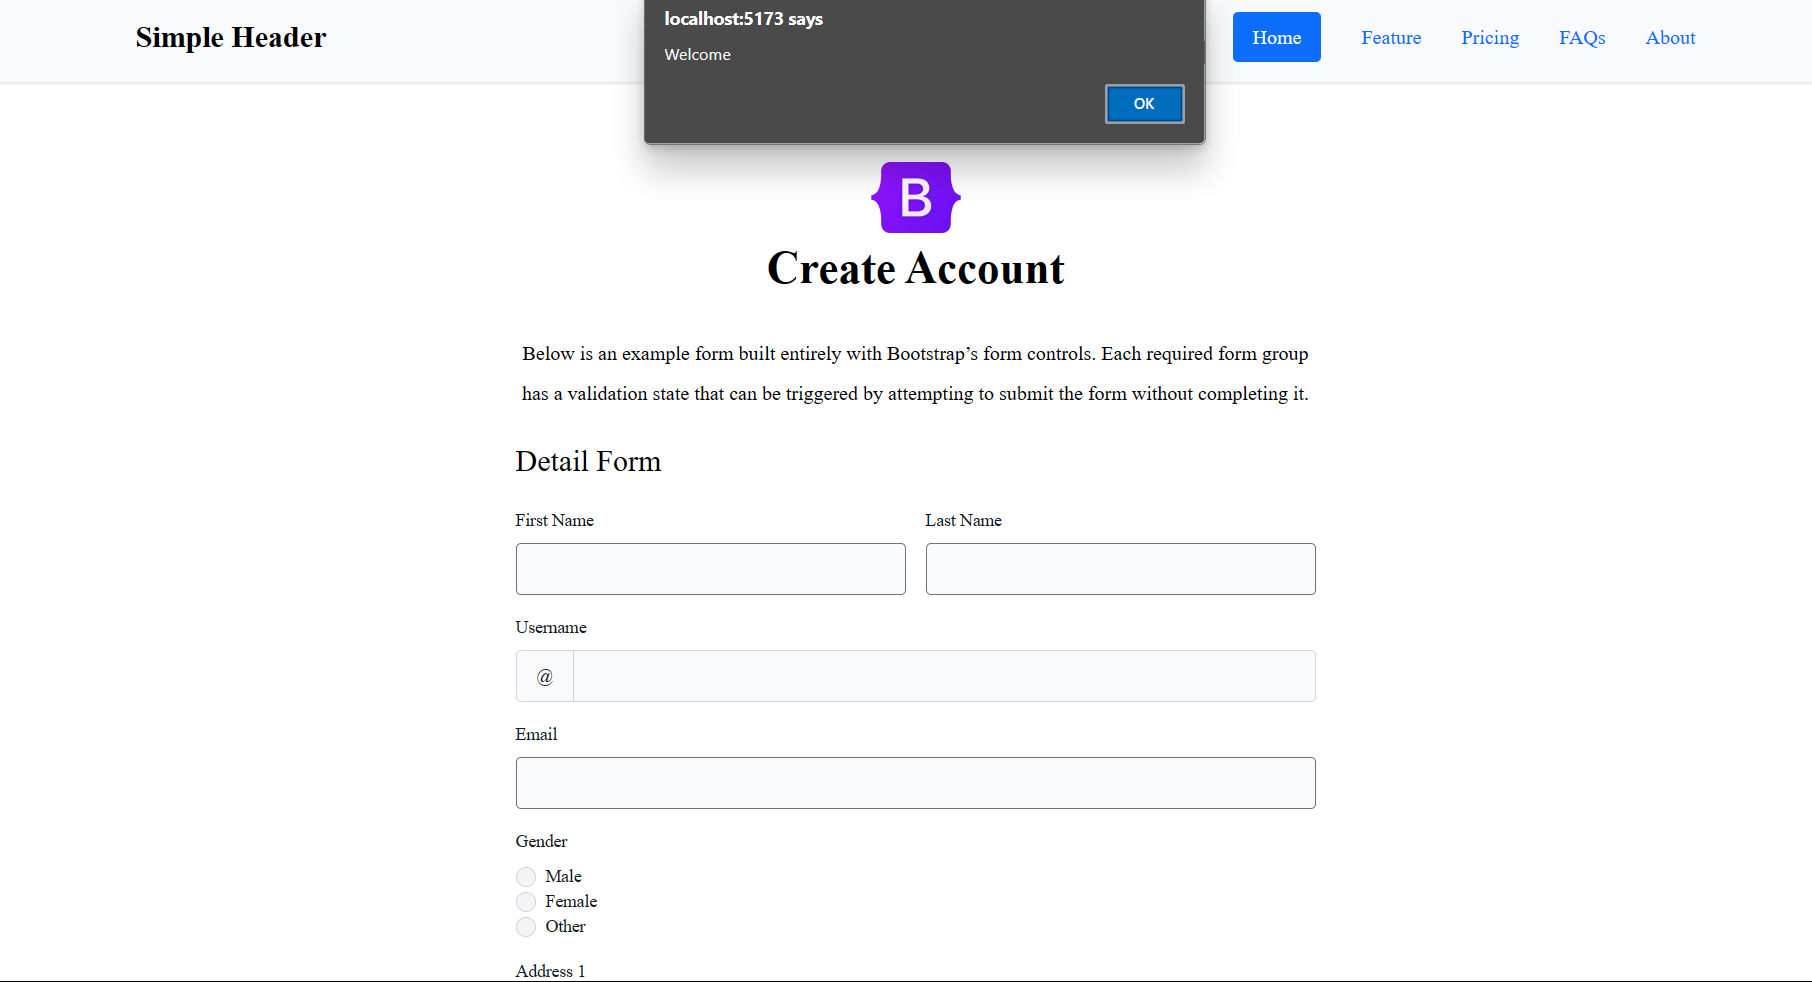 Simple Header
localhost:5173 says
Welcome
OK
Home
Feature
Pricing
FAQs
About
B
Create Account
Below is an example form built entirely with Bootstrap’s form controls. Each required form group
has a validation state that can be triggered by attempting to submit the form without completing it.
Detail Form
First Name
Last Name
Username
@
Email
Gender
Male
Female
Other
Address 1